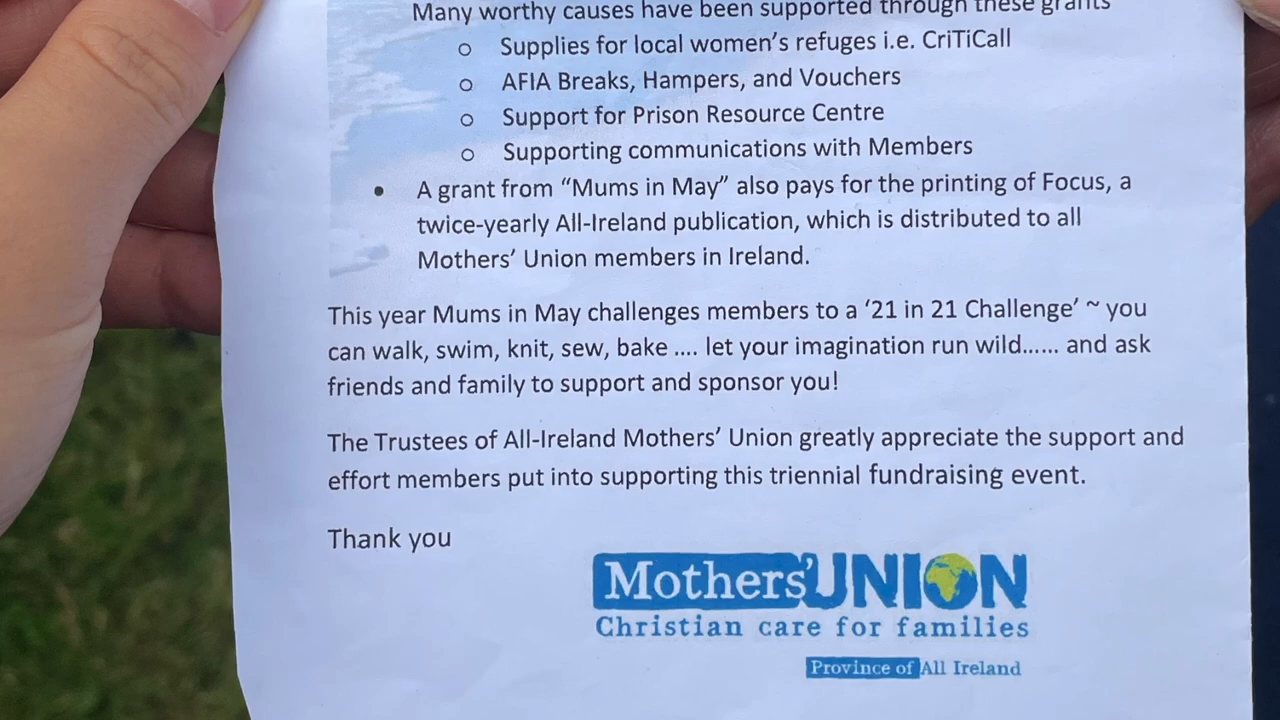 Many worthy causes have been supported through these grants
o Supplies for local women's refuges i.e. CriTiCall
o AFIA Breaks, Hampers, and Vouchers
o Support for Prison Resource Centre
o Supporting communications with Members
• A grant from “Mums in May” also pays for the printing of Focus, a
twice-yearly All-Ireland publication, which is distributed to all
Mothers' Union members in Ireland.
This year Mums in May challenges members to a '21 in 21 Challenge' ~ you
can walk, swim, knit, sew, bake .... let your imagination run wild...... and ask
friends and family to support and sponsor you!
The Trustees of All-Ireland Mothers' Union greatly appreciate the support and
effort members put into supporting this triennial fundraising event.
Thank you
Mothers' UNION
Christian care for families
Province of All Ireland